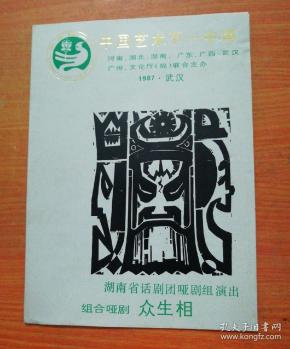 中国艺术节·中南
河南、湖北、湖南、广东、广西、武汉
广州、文化厅(局)联合主办
1987·武汉
湖南省话剧团哑剧组演出
组合哑剧 众生相
孔夫子旧书网